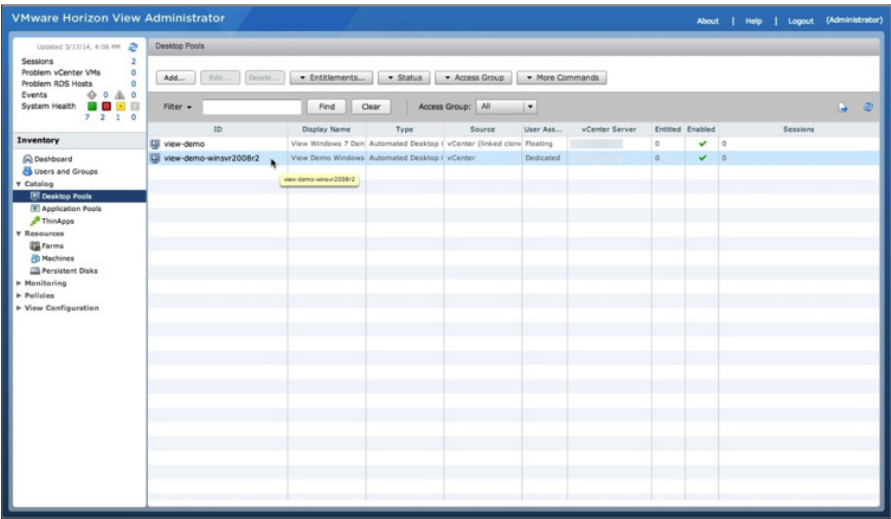 VMware Horizon View Administrator
About | Help | Logout (Administrator)
Updated 3/17/14, 4:06 PM
Sessions 2
Problem vCenter VMs 0
Problem RDS Hosts 0
Events 0 0
System Health
7 2 1 0
Inventory
Dashboard
Users and Groups
Catalog
Desktop Pools
Application Pools
ThinApps
Resources
Farms
Machines
Persistent Disks
Monitoring
Policies
View Configuration
Desktop Pools
Add... Edit... Delete... Entitlements... Status Access Group More Commands
Filter Find Clear Access Group: All
ID Display Name Type Source User Ass... vCenter Server Entitled Enabled Sessions
view-demo View Windows 7 Den Automated Desktop vCenter (linked clone Floating 0 0
view-demo-winsvr2008r2 View Demo Windows Automated Desktop vCenter Dedicated 0 0
view-demo-winsvr2008r2